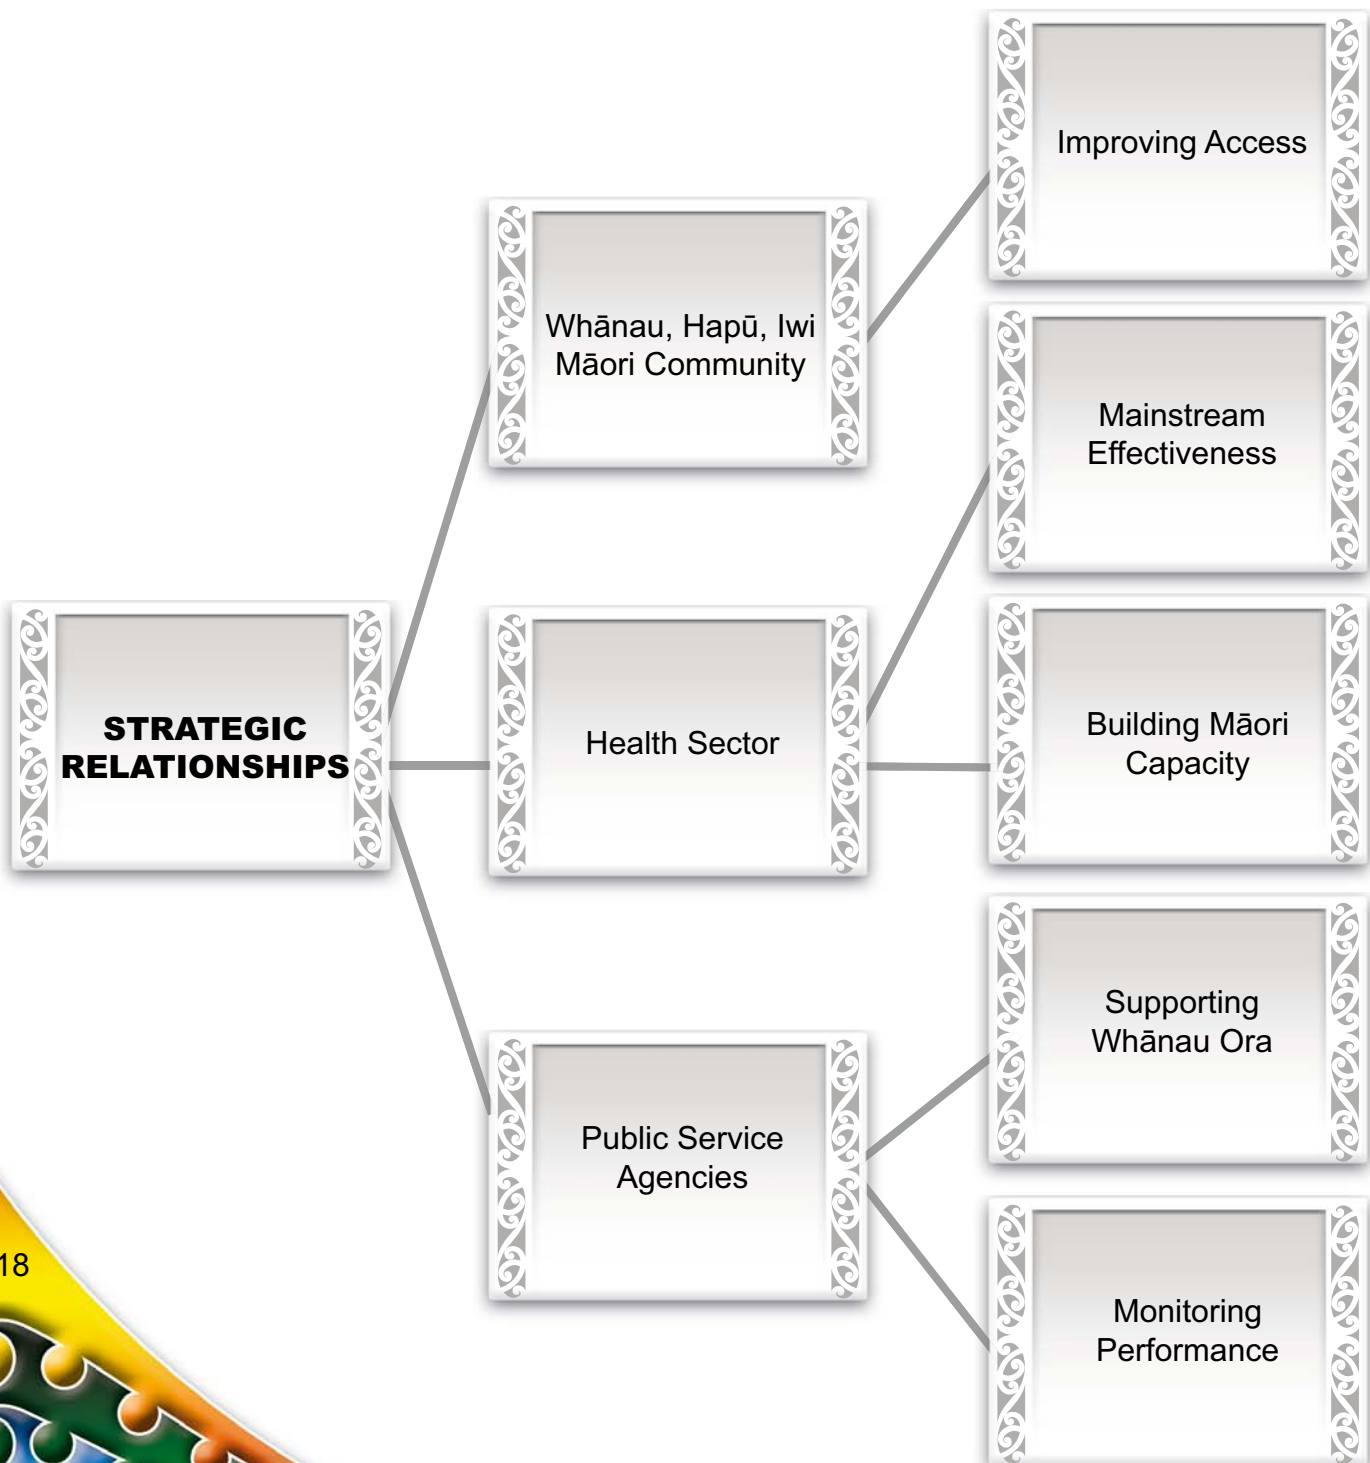 Improving Access
Whānau, Hapū, Iwi
Māori Community
Mainstream
Effectiveness
STRATEGIC
RELATIONSHIPS
Health Sector
Building Māori
Capacity
Supporting
Whānau Ora
Public Service
Agencies
Monitoring
Performance
18